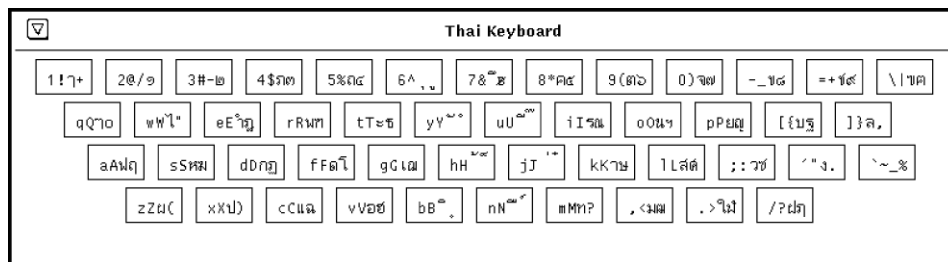 Thai Keyboard
1!ๅ+ 2@/๑ 3#-๒ 4$ภ๓ 5%ถ๔ 6^ ุ ู 7& ึ ฿ 8*ค๕ 9(ต๖ 0)จ๗ -_ข๘ =+ช๙ \|ฃฅ
qQๆ๐ wWไ" eEำฎ rRพฑ tTะธ yY ั ํ uU ี ๊ iIรณ oOนฯ pPยญ [{บฐ ]}ล,
aAฟฤ sSหฆ dDกฏ fFดโ gGเฌ hH ้ ็ jJ ่ ๋ kKาษ lLสศ ;:วซ ´"ง. `~_%
zZผ( xXป) cCแฉ vVอฮ bB ิ ฺ nN ื ์ mMท? ,<มฒ .>ใฬ /?ฝฦ